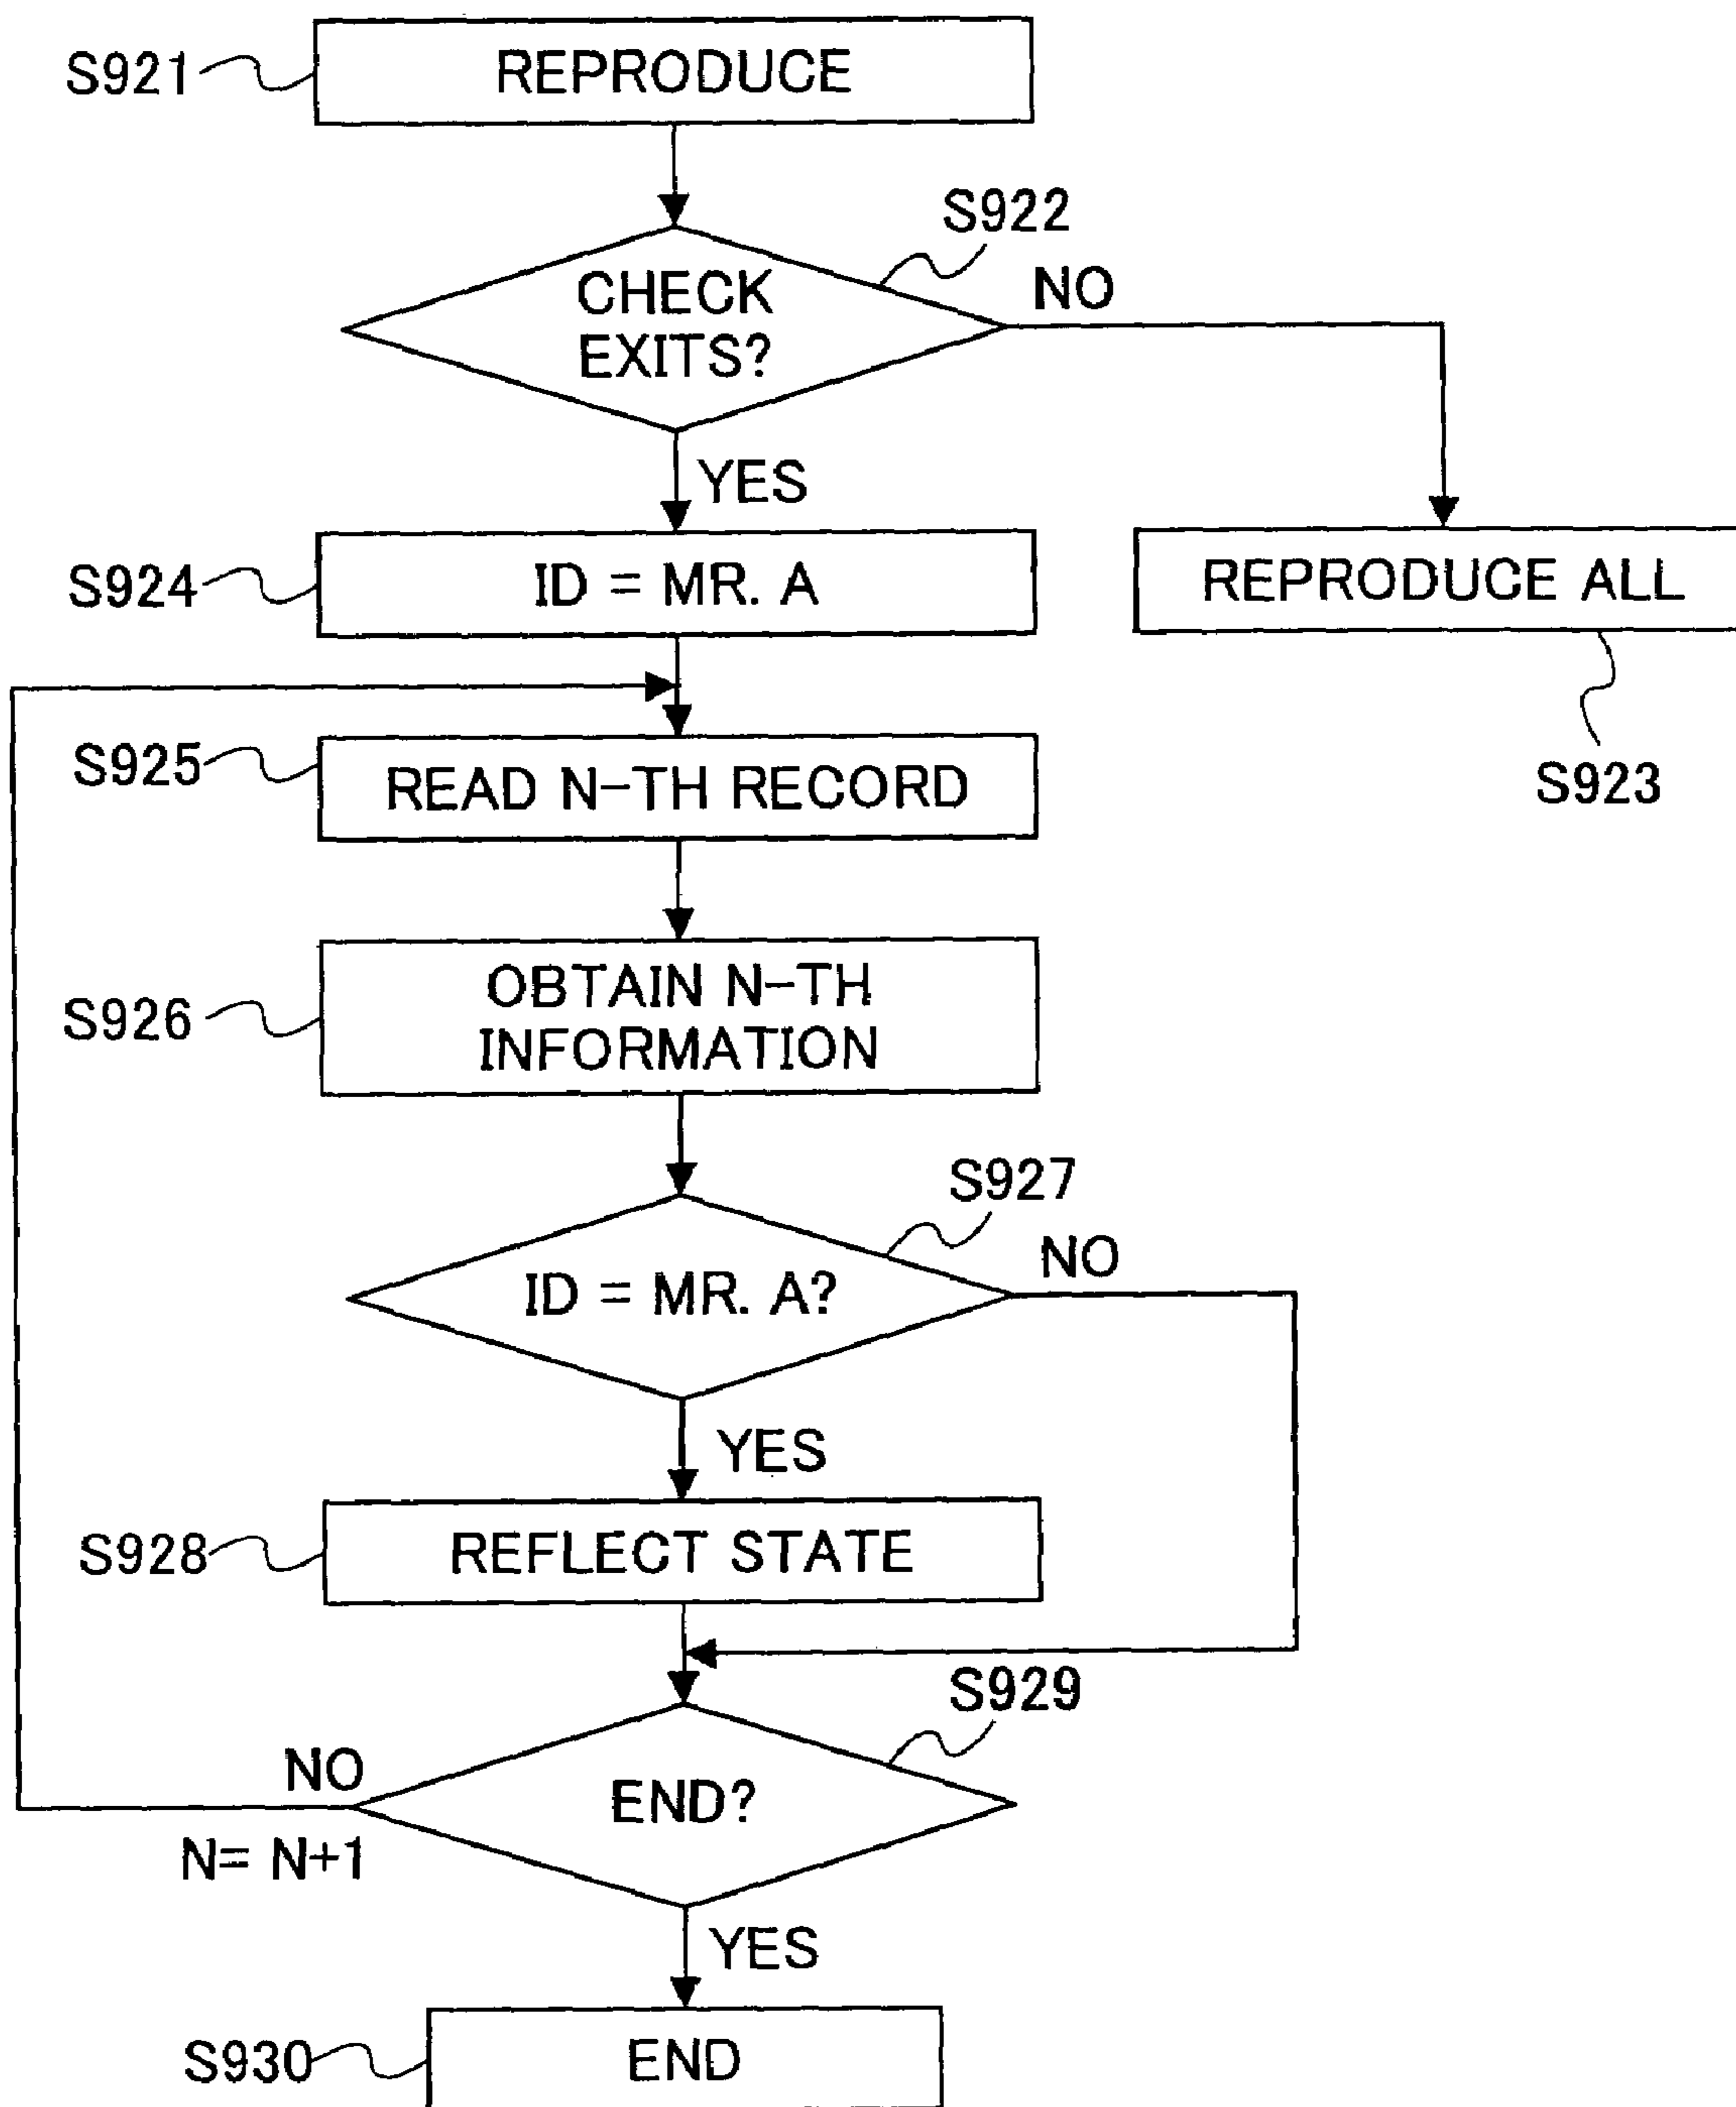 S921
REPRODUCE
S922
CHECK
EXITS?
NO
YES
S924
ID = MR. A
REPRODUCE ALL
S923
S925
READ N-TH RECORD
S926
OBTAIN N-TH
INFORMATION
S927
ID = MR. A?
NO
YES
S928
REFLECT STATE
S929
END?
NO
N= N+1
YES
S930
END